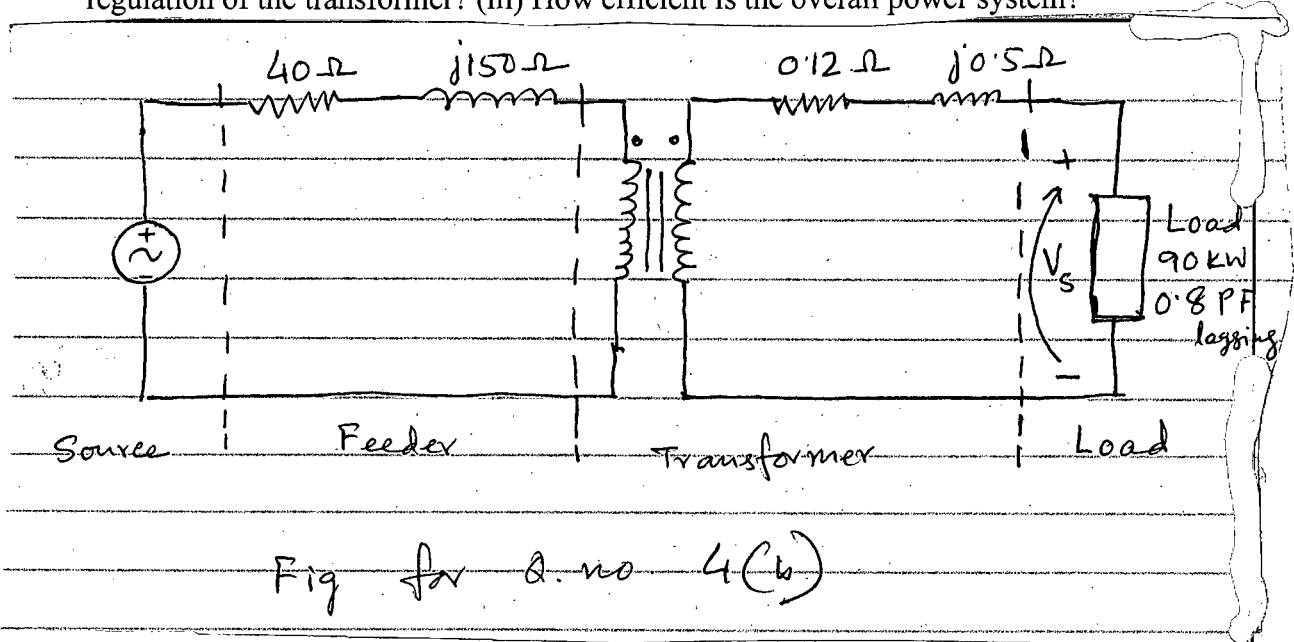 regulation of the transformer? (iii) How efficient is the overall power system?
40 Ω j150 Ω 0.12 Ω j0.5 Ω
+
~
-
+
Vs
-
Load
90 KW
0.8 PF
lagging
Source Feeder Transformer Load
Fig for Q. no 4(b)